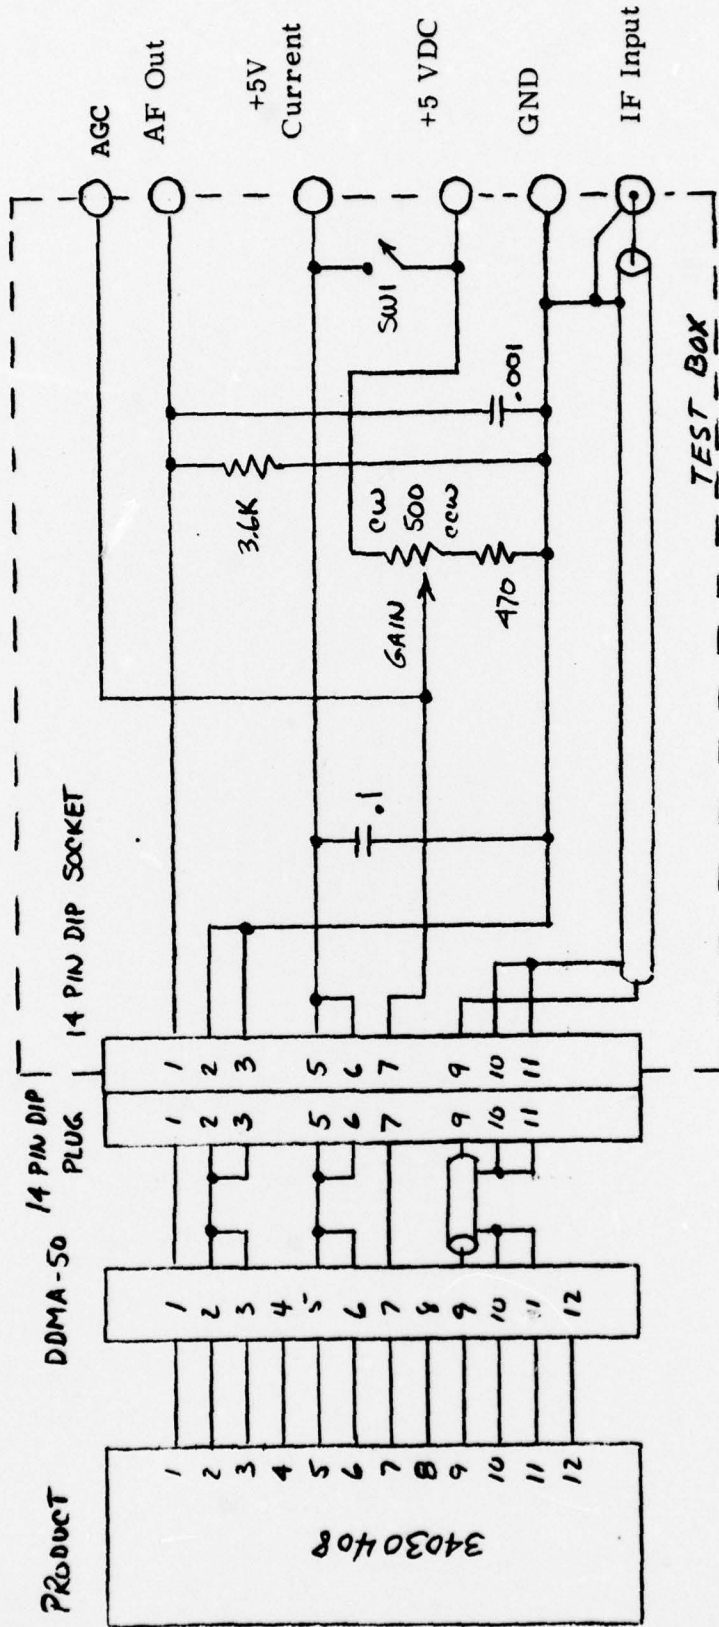 PRODUCT
34030408
1
2
3
4
5
6
7
8
9
10
11
12
DDMA-50
1
2
3
4
5
6
7
8
9
10
11
12
14 PIN DIP
PLUG
1
2
3
5
6
7
9
10
11
14 PIN DIP SOCKET
1
2
3
5
6
7
9
10
11
.1
GAIN
3.6K
CW
500
CCW
470
.001
SW1
TEST BOX
AGC
AF Out
+5V
Current
+5 VDC
GND
IF Input